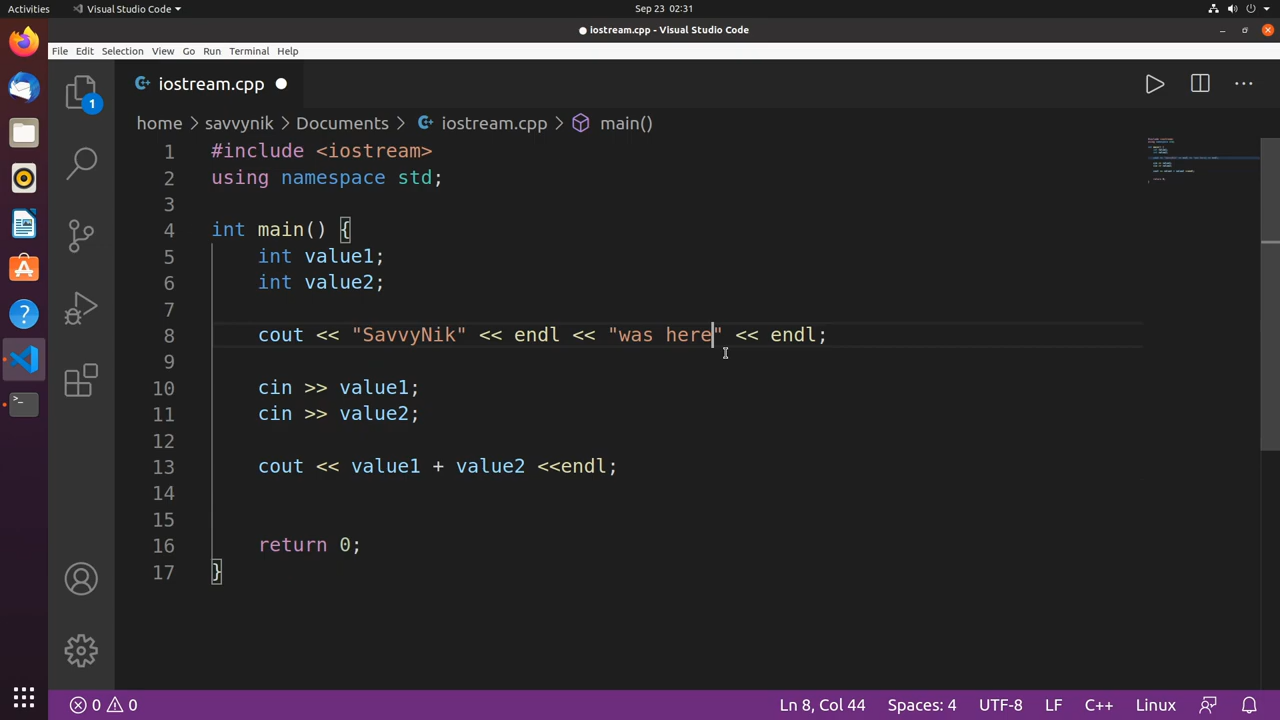 Activities Visual Studio Code Sep 23 02:31
iostream.cpp - Visual Studio Code
File Edit Selection View Go Run Terminal Help
1 iostream.cpp
home > savvynik > Documents > iostream.cpp > main()
1 #include <iostream>
2 using namespace std;
3
4 int main() {
5 int value1;
6 int value2;
7
8 cout << "SavvyNik" << endl << "was here" << endl;
9
10 cin >> value1;
11 cin >> value2;
12
13 cout << value1 + value2 <<endl;
14
15
16 return 0;
17 }
0 0 Ln 8, Col 44 Spaces: 4 UTF-8 LF C++ Linux